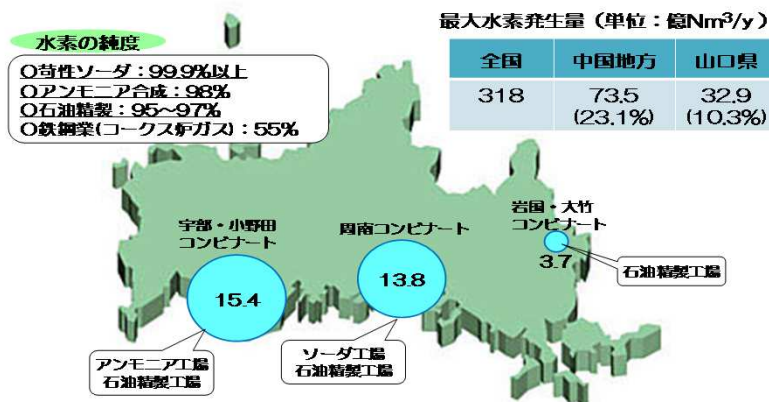 水素の純度
○苛性ソーダ：99.9%以上
○アンモニア合成：98%
○石油精製：95～97%
○鉄鋼業(コークス炉ガス)：55%
最大水素発生量（単位：億Nm³/y）
全国 中国地方 山口県
318 73.5 32.9
(23.1%) (10.3%)
宇部・小野田
コンビナート
15.4
アンモニア工場
石油精製工場
周南コンビナート
13.8
ソーダ工場
石油精製工場
岩国・大竹
コンビナート
3.7
石油精製工場